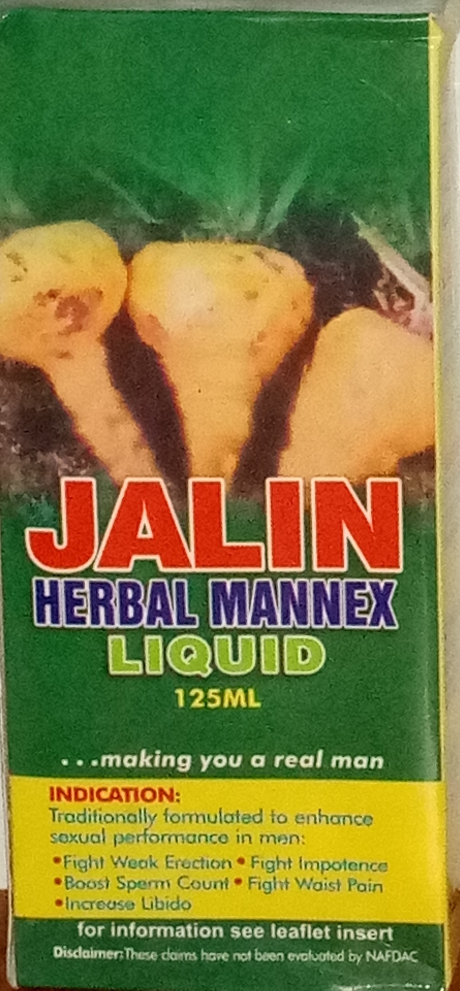 JALIN
HERBAL MANNEX
LIQUID
125ML
...making you a real man
INDICATION:
Traditionally formulated to enhance
sexual performance in men:
•Fight Weak Erection •Fight Impotence
•Boost Sperm Count •Fight Waist Pain
•Increase Libido
for information see leaflet insert
Disclaimer:These claims have not been evaluated by NAFDAC